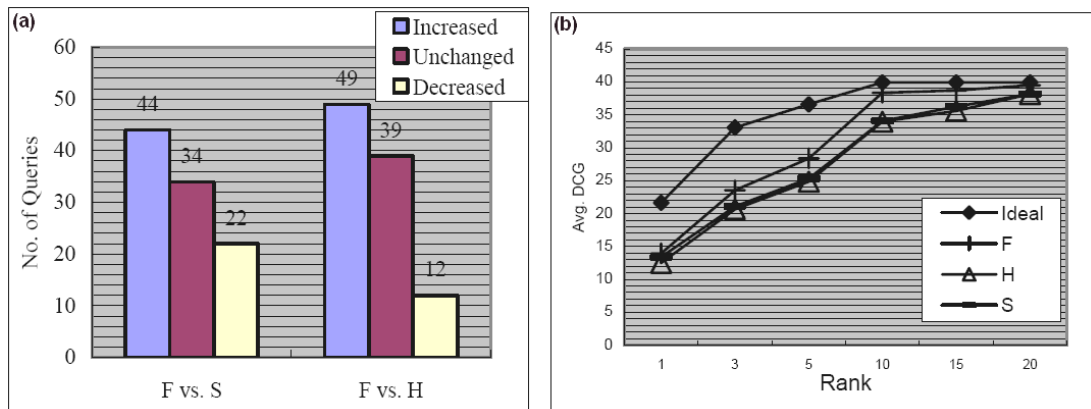 (a)
Increased
Unchanged
Decreased
No. of Queries
60
50
40
30
20
10
0
44
34
22
49
39
12
F vs. S
F vs. H
(b)
Avg. DCG
45
40
35
30
25
20
15
10
5
0
Ideal
F
H
S
1 3 5 10 15 20
Rank